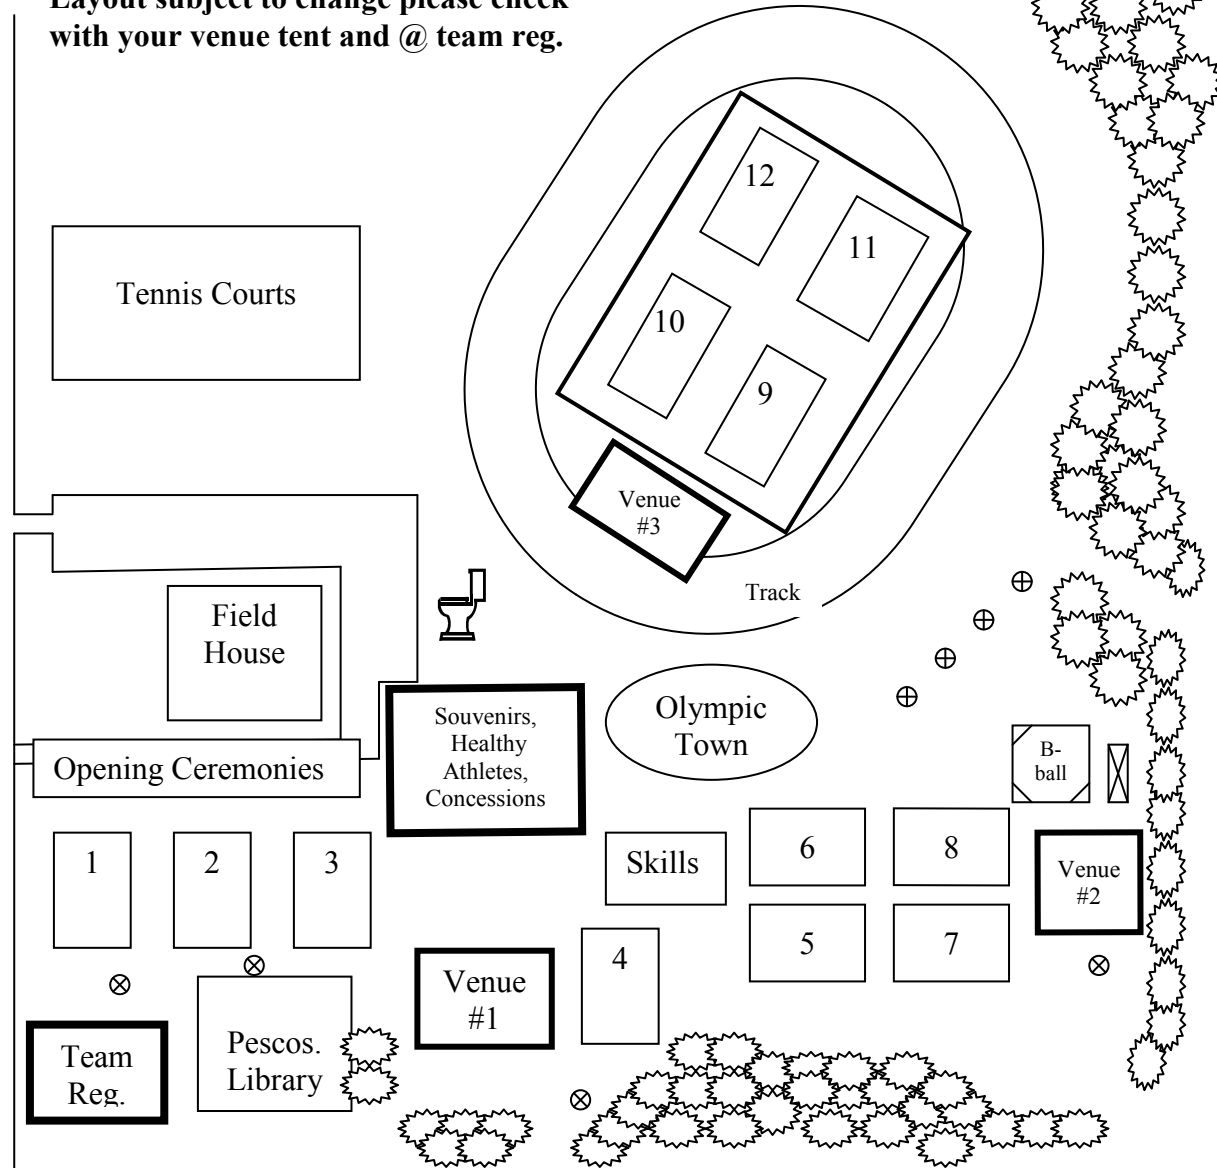 Layout subject to change please check
with your venue tent and @ team reg.
12
11
Tennis Courts
10
9
Venue
#3
Track
Field
House
Olympic
Town
Souvenirs,
Healthy
Athletes,
Concessions
B-
ball
Opening Ceremonies
1
2
3
Skills
6
8
Venue
#2
5
7
4
Venue
#1
Pescos.
Library
Team
Reg.